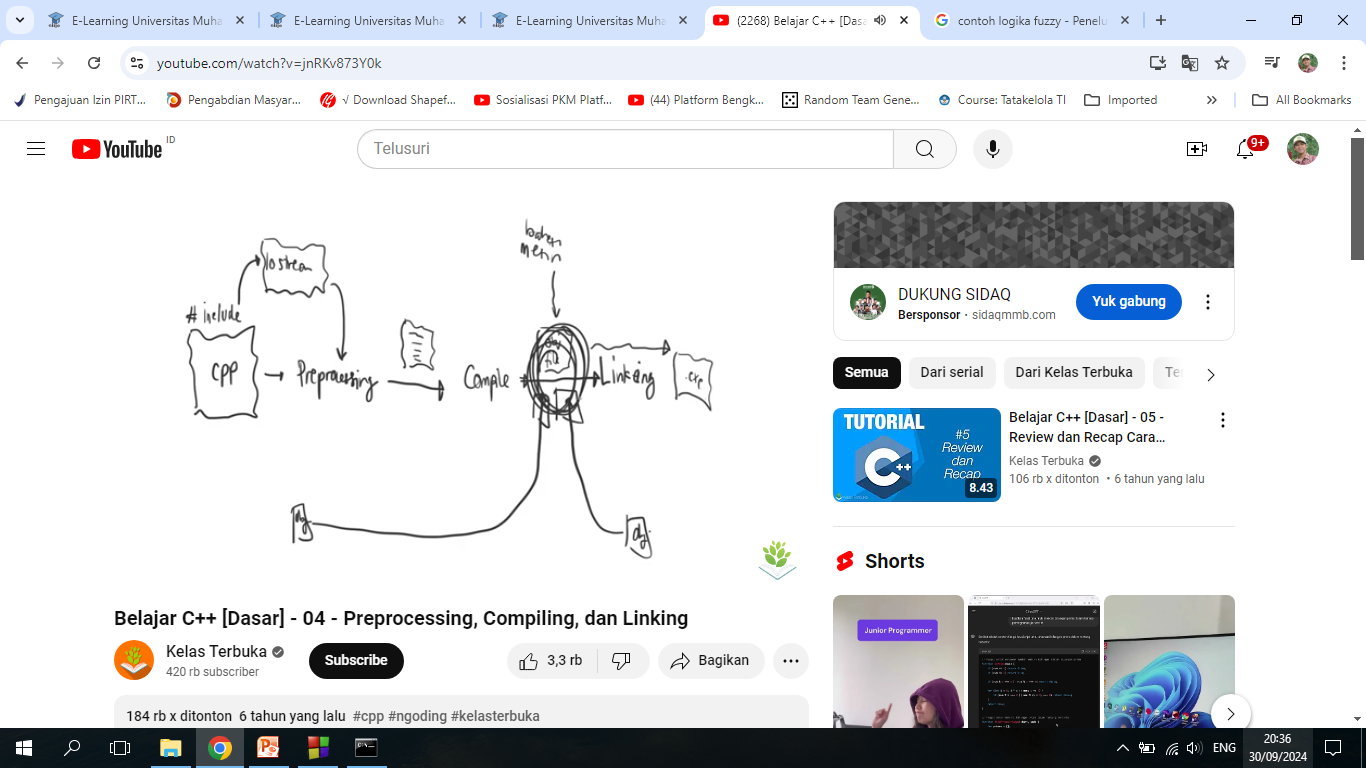 E-Learning Universitas Muha
E-Learning Universitas Muha
E-Learning Universitas Muha
(2268) Belajar C++ [Dasa
contoh logika fuzzy - Penelu
youtube.com/watch?v=jnRKv873Y0k
Pengajuan Izin PIRT...
Pengabdian Masyar...
√ Download Shapef...
Sosialisasi PKM Platf...
(44) Platform Bengk...
Random Team Gene...
Course: Tatakelola TI
Imported
All Bookmarks
YouTube ID
Telusuri
9+
iostream
# include
cpp
Preprocessing
Linking
DUKUNG SIDAQ
Bersponsor · sidaqmmb.com
Yuk gabung
Semua
Dari serial
Dari Kelas Terbuka
TUTORIAL
#5
Review
dan
Recap
C++
8.43
Belajar C++ [Dasar] - 05 -
Review dan Recap Cara...
Kelas Terbuka
106 rb x ditonton • 6 tahun yang lalu
Shorts
Junior Programmer
Belajar C++ [Dasar] - 04 - Preprocessing, Compiling, dan Linking
Kelas Terbuka
420 rb subscriber
Subscribe
3,3 rb
Bagikan
184 rb x ditonton 6 tahun yang lalu #cpp #ngoding #kelasterbuka
ENG
20:36
30/09/2024